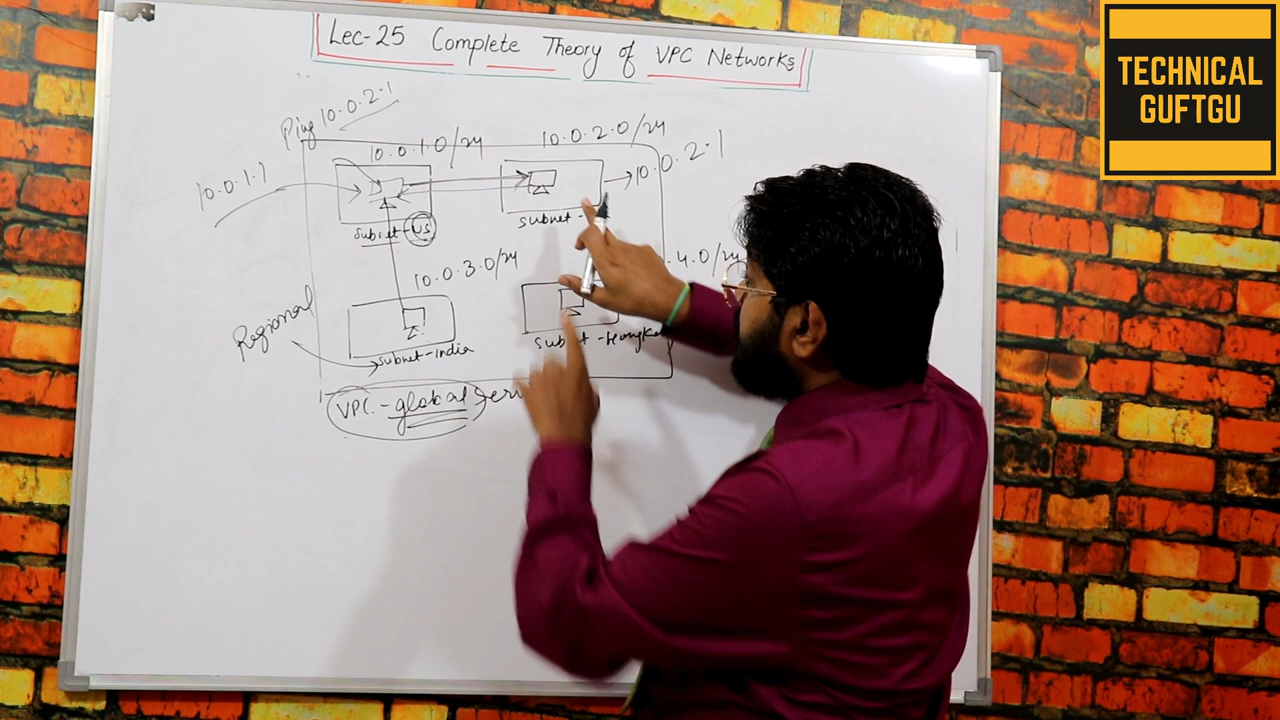 Lec-25 Complete Theory of VPC Networks
TECHNICAL
GUFTGU
Ping 10.0.2.1
10.0.1.0/24
10.0.2.0/24
10.0.1.1
10.0.2.1
subnet-US
subnet-
10.0.3.0/24
.4.0/24
Regional
subnet-India
VPC-global Ser